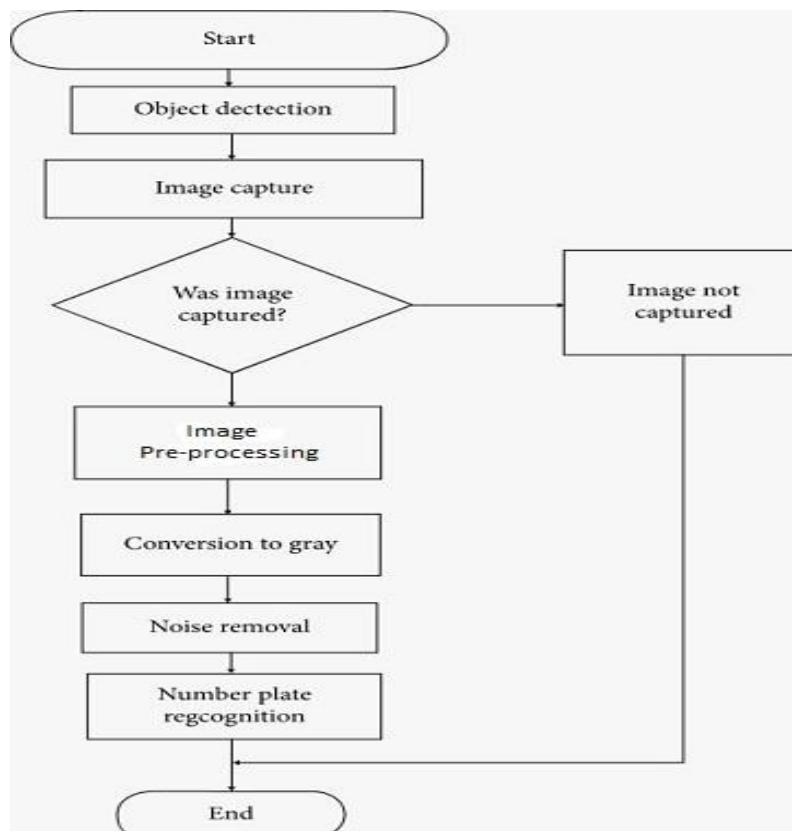 Start
Object dectection
Image capture
Was image
captured?
Image not
captured
Image
Pre-processing
Conversion to gray
Noise removal
Number plate
regcognition
End